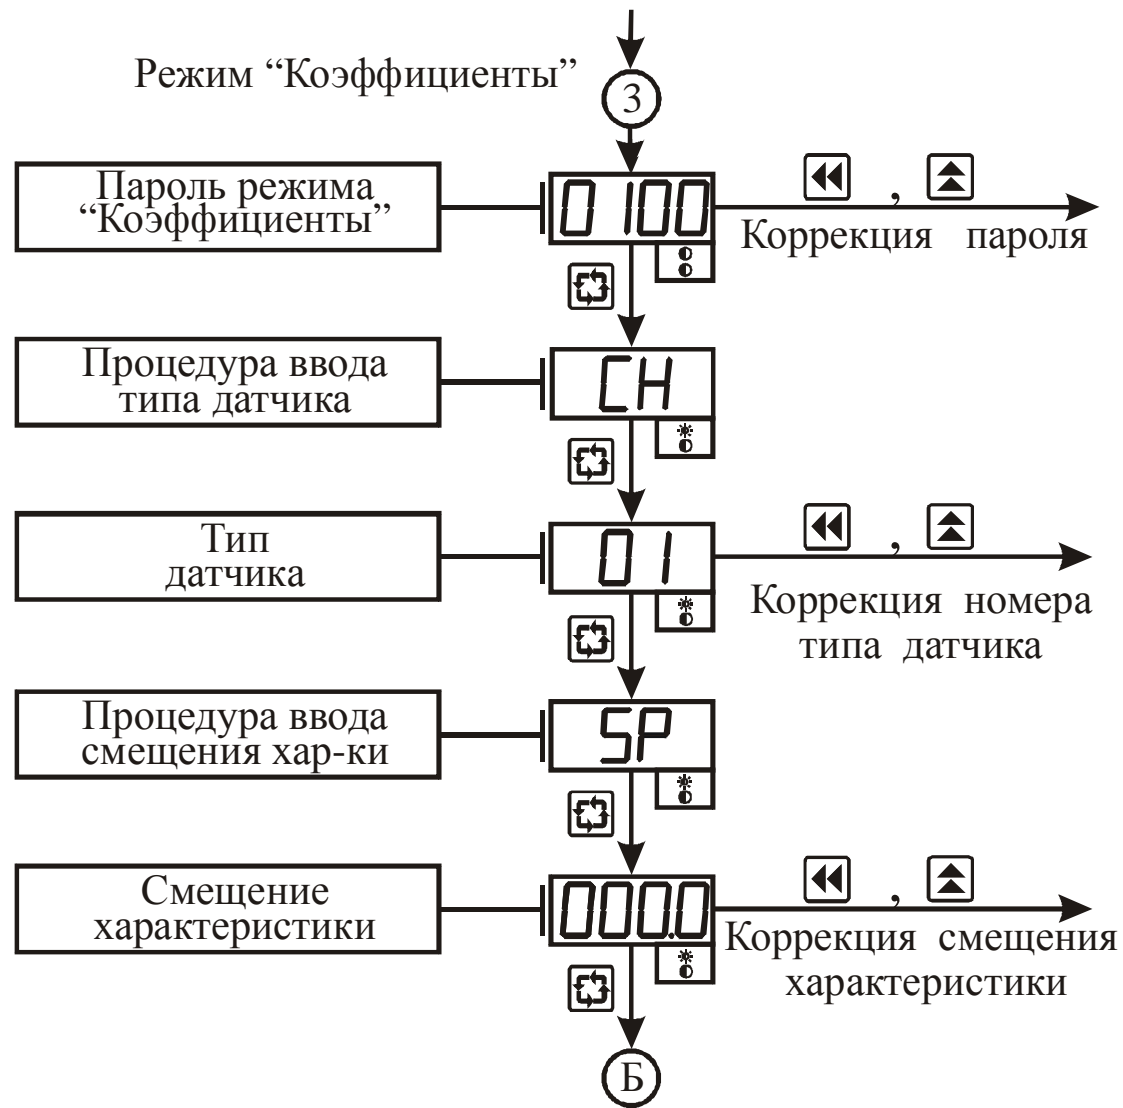 Режим “Коэффициенты”
3
Пароль режима
“Коэффициенты”
0100
,
Коррекция пароля
Процедура ввода
типа датчика
CH
Тип
датчика
01
,
Коррекция номера
типа датчика
Процедура ввода
смещения хар-ки
SP
Смещение
характеристики
000.0
,
Коррекция смещения
характеристики
Б